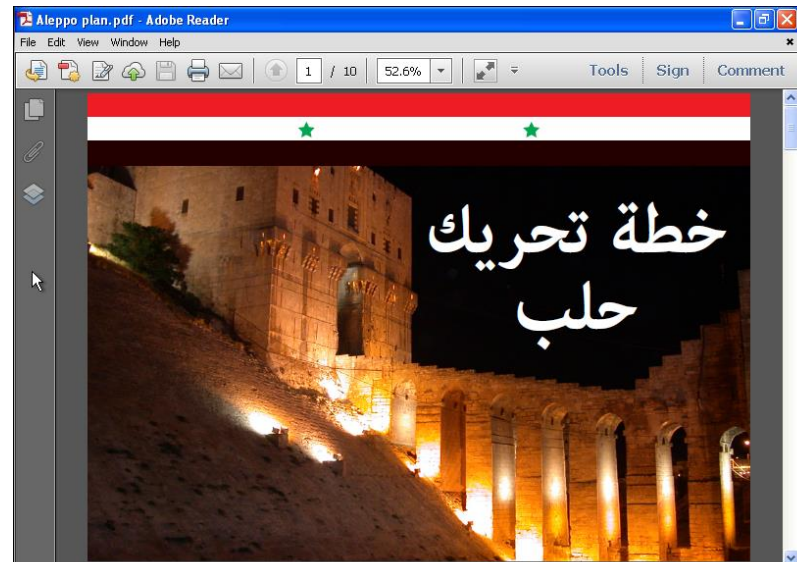 Aleppo plan.pdf - Adobe Reader
File Edit View Window Help
1 / 10 52.6% Tools Sign Comment
خطة تحريك
حلب